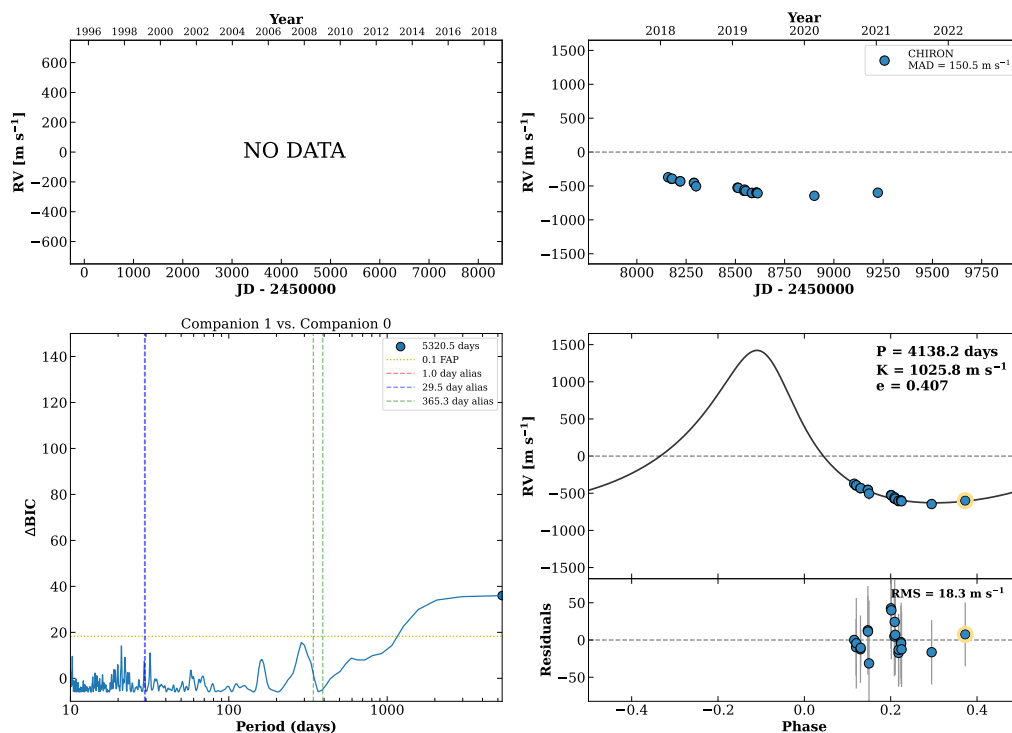 Year
1996 1998 2000 2002 2004 2006 2008 2010 2012 2014 2016 2018
RV [m s⁻¹]
600
400
200
0
−200
−400
−600
NO DATA
0 1000 2000 3000 4000 5000 6000 7000 8000
JD - 2450000
Year
2018 2019 2020 2021 2022
RV [m s⁻¹]
1500
1000
500
0
−500
−1000
−1500
CHIRON
MAD = 150.5 m s⁻¹
8000 8250 8500 8750 9000 9250 9500 9750
JD - 2450000
Companion 1 vs. Companion 0
ΔBIC
140
120
100
80
60
40
20
0
5320.5 days
0.1 FAP
1.0 day alias
29.5 day alias
365.3 day alias
10 100 1000
Period (days)
RV [m s⁻¹]
1500
1000
500
0
−500
−1000
−1500
P = 4138.2 days
K = 1025.8 m s⁻¹
e = 0.407
Residuals
50
0
−50
RMS = 18.3 m s⁻¹
−0.4 −0.2 0.0 0.2 0.4
Phase